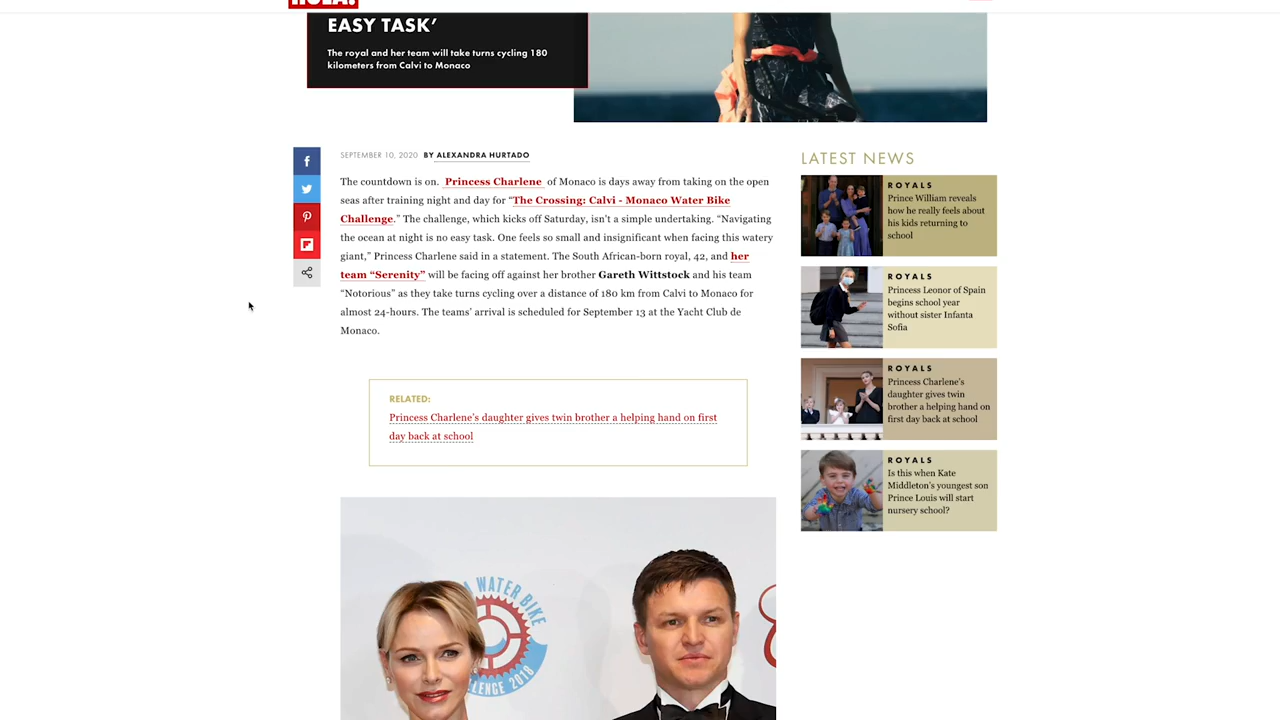 HOLA!
EASY TASK’
The royal and her team will take turns cycling 180
kilometers from Calvi to Monaco
SEPTEMBER 10, 2020 BY ALEXANDRA HURTADO
The countdown is on. Princess Charlene of Monaco is days away from taking on the open
seas after training night and day for “The Crossing: Calvi - Monaco Water Bike
Challenge.” The challenge, which kicks off Saturday, isn't a simple undertaking. “Navigating
the ocean at night is no easy task. One feels so small and insignificant when facing this watery
giant,” Princess Charlene said in a statement. The South African-born royal, 42, and her
team “Serenity” will be facing off against her brother Gareth Wittstock and his team
“Notorious” as they take turns cycling over a distance of 180 km from Calvi to Monaco for
almost 24-hours. The teams’ arrival is scheduled for September 13 at the Yacht Club de
Monaco.
RELATED:
Princess Charlene’s daughter gives twin brother a helping hand on first
day back at school
WATER BIKE
LENGE 2018
LATEST NEWS
ROYALS
Prince William reveals
how he really feels about
his kids returning to
school
ROYALS
Princess Leonor of Spain
begins school year
without sister Infanta
Sofia
ROYALS
Princess Charlene’s
daughter gives twin
brother a helping hand on
first day back at school
ROYALS
Is this when Kate
Middleton’s youngest son
Prince Louis will start
nursery school?